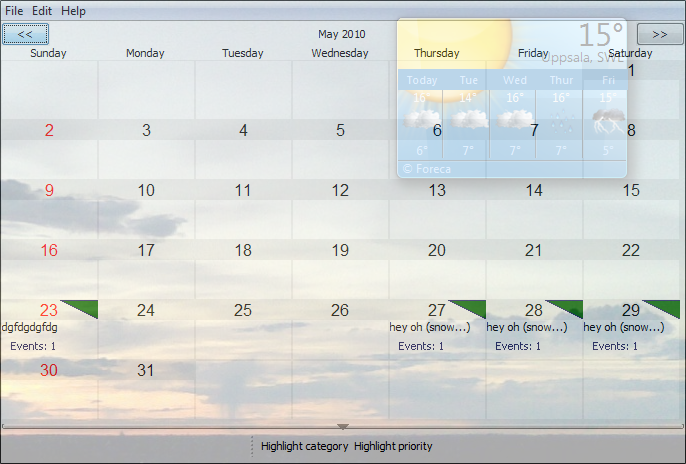 File Edit Help
<< May 2010 >>
15°
Uppsala, SWE
Sunday Monday Tuesday Wednesday Thursday Friday Saturday
1
Today Tue Wed Thur Fri
16° 14° 16° 16° 15°
2 3 4 5 6 7 8
6° 7° 7° 7° 5°
© Foreca
9 10 11 12 13 14 15
16 17 18 19 20 21 22
23 24 25 26 27 28 29
dgfdgdgfdg hey oh (snow...) hey oh (snow...) hey oh (snow...)
Events: 1 Events: 1 Events: 1 Events: 1
30 31
Highlight category Highlight priority